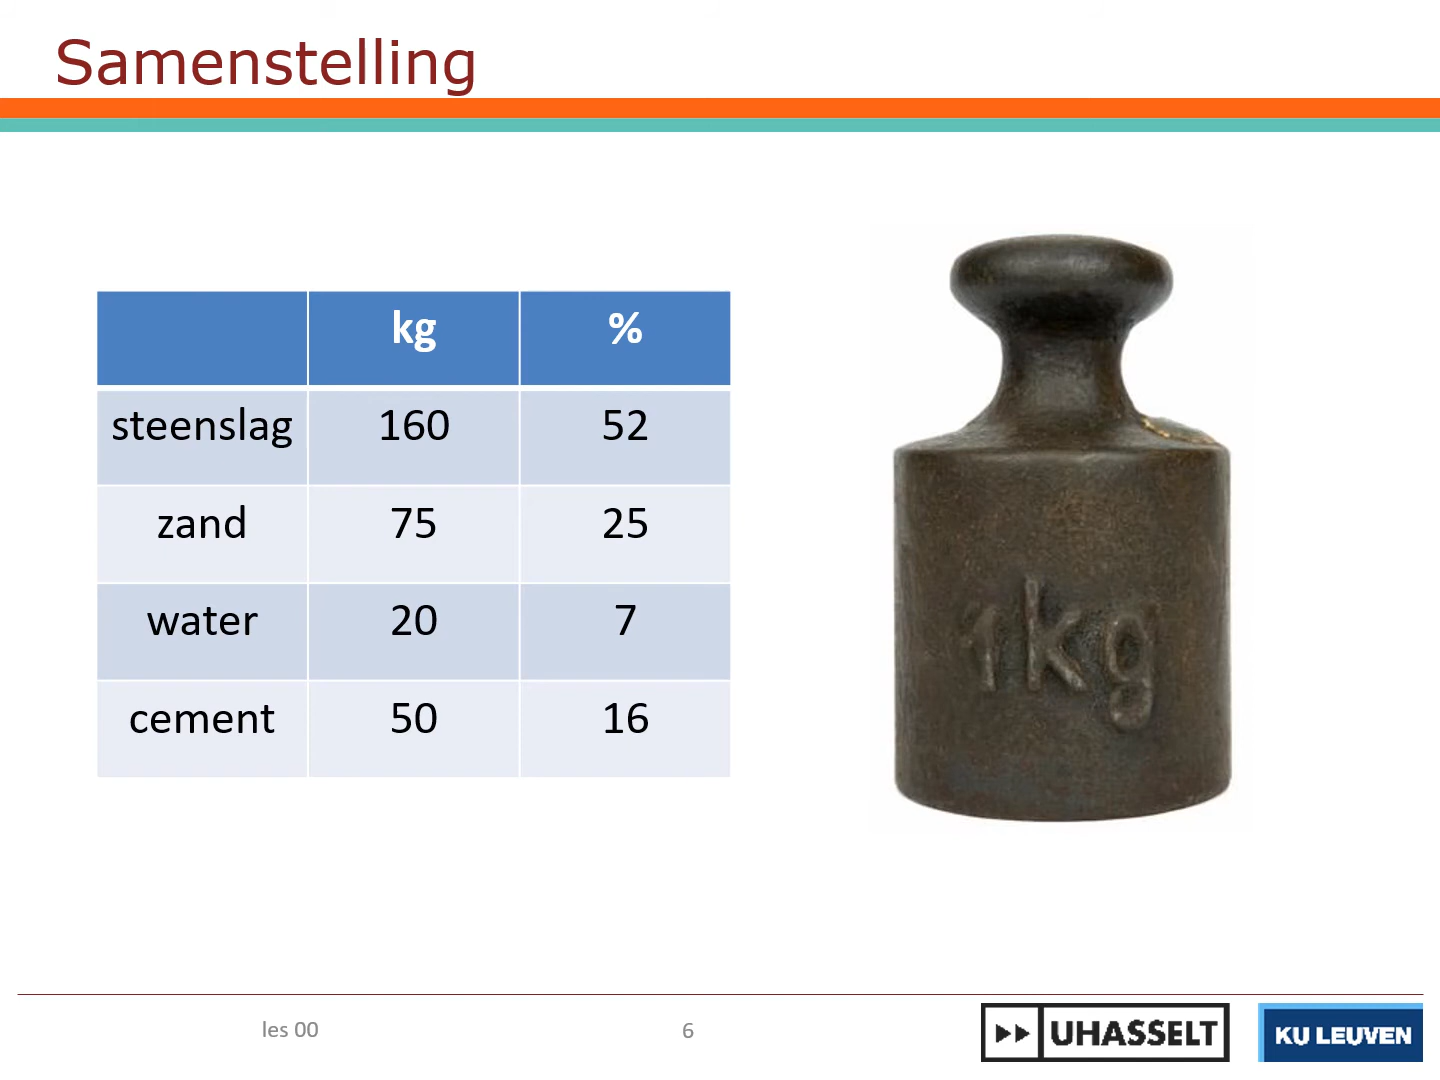 Samenstelling
kg %
steenslag 160 52
zand 75 25
water 20 7
cement 50 16
1kg
les 00
6
UHASSELT
KU LEUVEN